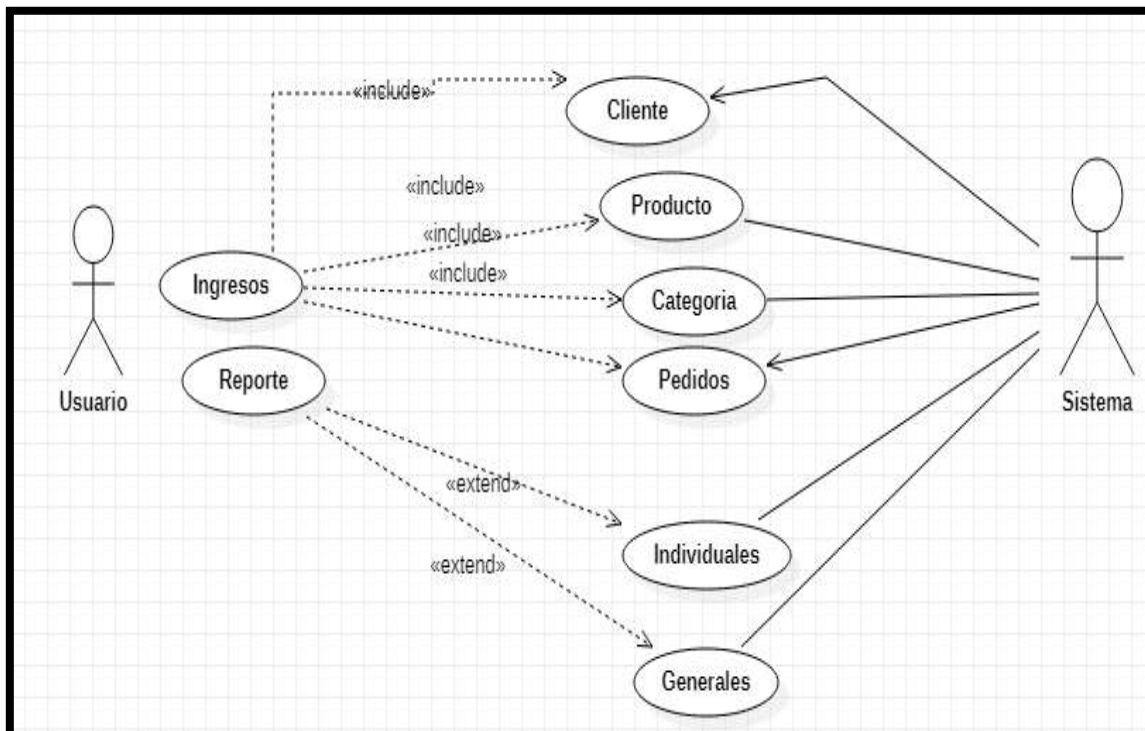 «include»
Cliente
«include»
Producto
«include»
Ingresos
«include»
Categoria
Reporte
Pedidos
Usuario
Sistema
«extend»
Individuales
«extend»
Generales